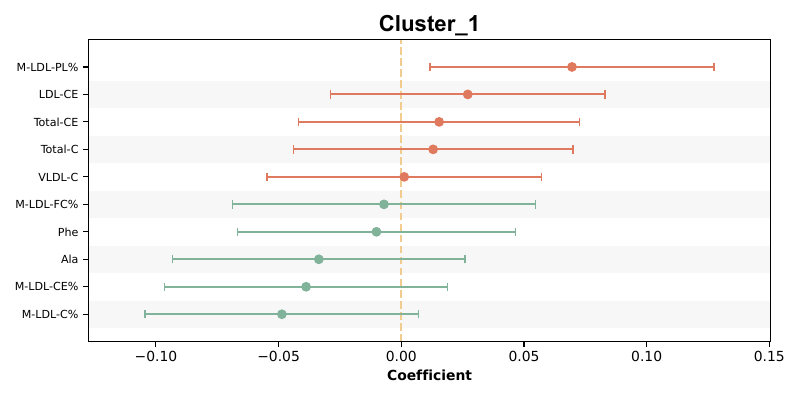 Cluster_1
M-LDL-PL%
LDL-CE
Total-CE
Total-C
VLDL-C
M-LDL-FC%
Phe
Ala
M-LDL-CE%
M-LDL-C%
−0.10 −0.05 0.00 0.05 0.10 0.15
Coefficient